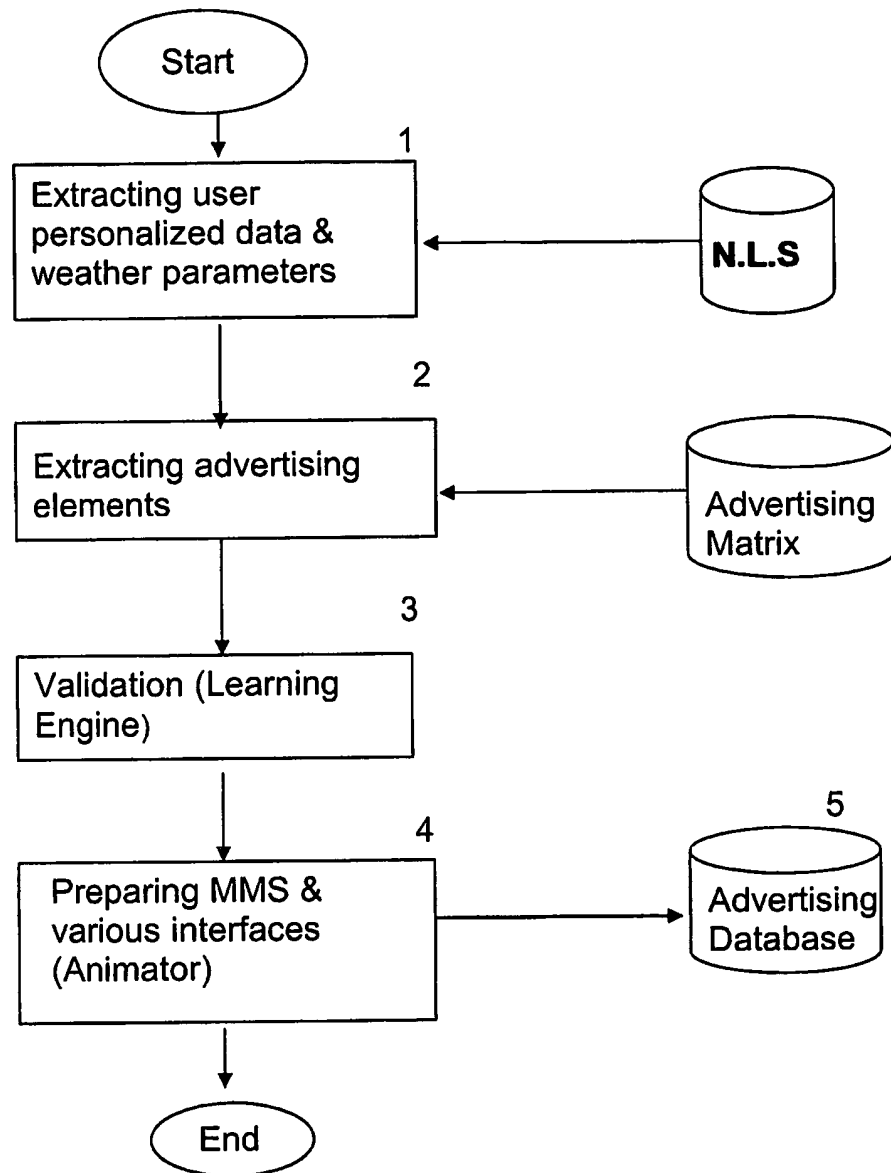 Start
1
Extracting user
personalized data &
weather parameters
N.L.S
2
Extracting advertising
elements
Advertising
Matrix
3
Validation (Learning
Engine)
4
Preparing MMS &
various interfaces
(Animator)
5
Advertising
Database
End